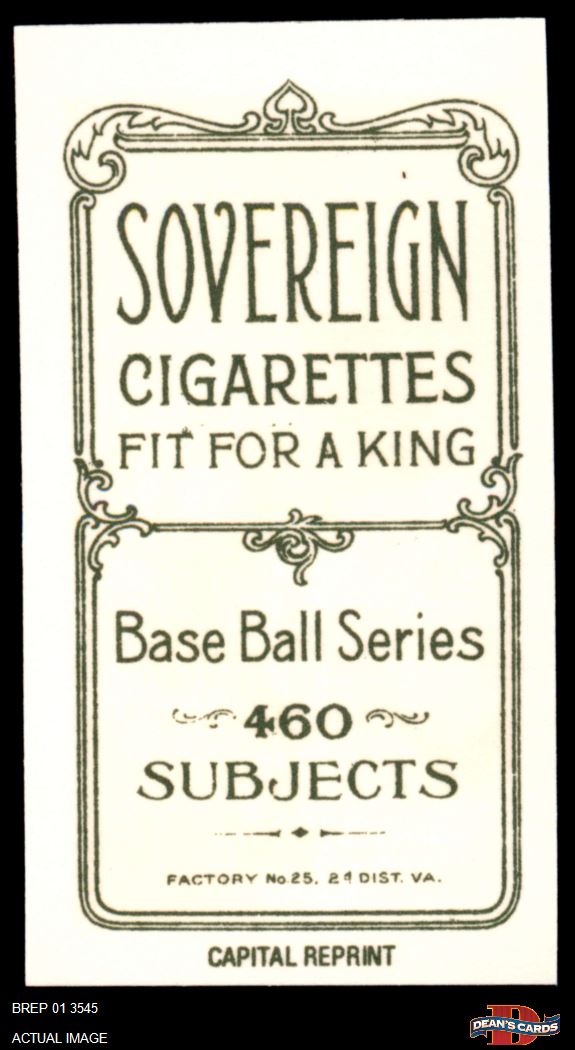 SOVEREIGN
CIGARETTES
FIT FOR A KING
Base Ball Series
460
SUBJECTS
FACTORY No. 25, 2d DIST. VA.
CAPITAL REPRINT
BREP 01 3545
ACTUAL IMAGE
D
DEAN'S CARDS